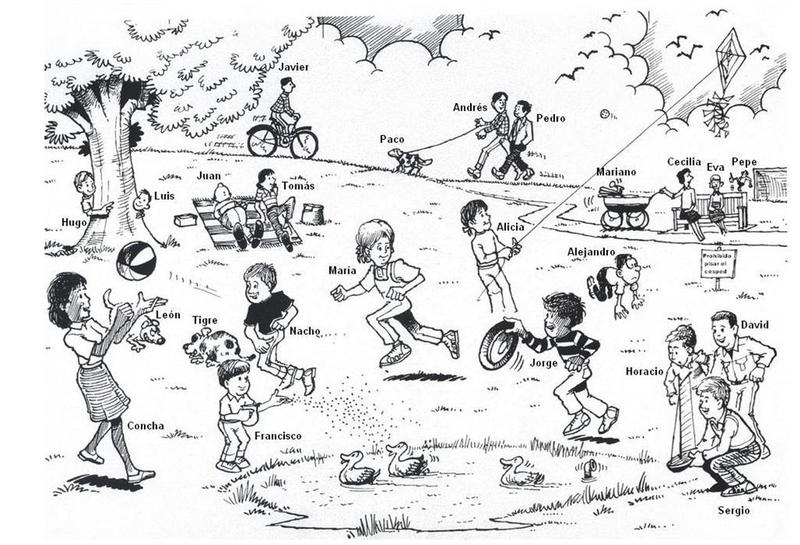 Javier
Andrés
Pedro
Paco
Mariano
Cecilia
Eva
Pepe
Juan
Tomás
Luis
Hugo
Alicia
Alejandro
Prohibido
pisar el
césped
María
León
Tigre
Nacho
Jorge
David
Horacio
Concha
Francisco
Sergio